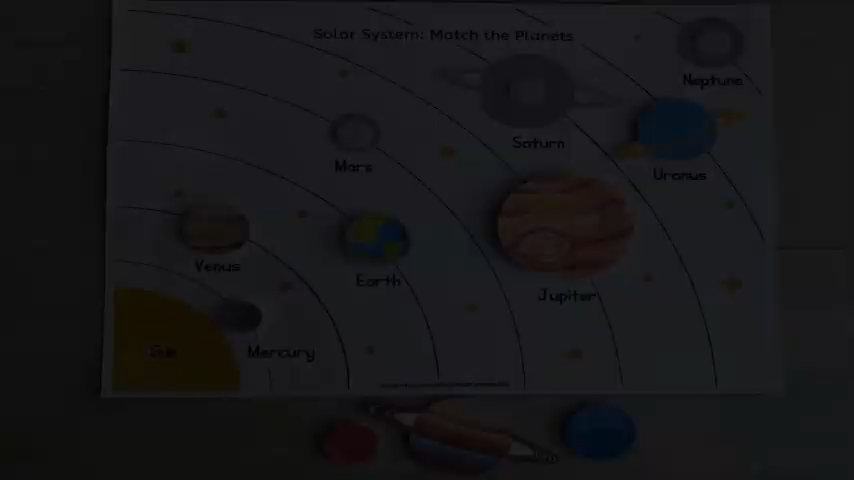 Solar System: Match the Planets
Neptune
Saturn
Mars
Uranus
Venus
Earth
Jupiter
Sun
Mercury